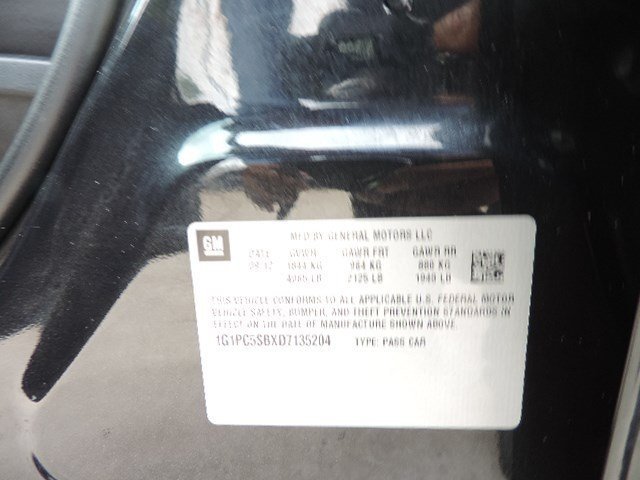 GM
MFD BY GENERAL MOTORS LLC
DATE GVWR GAWR FRT GAWR RR
09/12 1844 KG 964 KG 880 KG
4065 LB 2125 LB 1940 LB
THIS VEHICLE CONFORMS TO ALL APPLICABLE U.S. FEDERAL MOTOR
VEHICLE SAFETY, BUMPER, AND THEFT PREVENTION STANDARDS IN
EFFECT ON THE DATE OF MANUFACTURE SHOWN ABOVE.
1G1PC5SBXD7135204 TYPE: PASS CAR